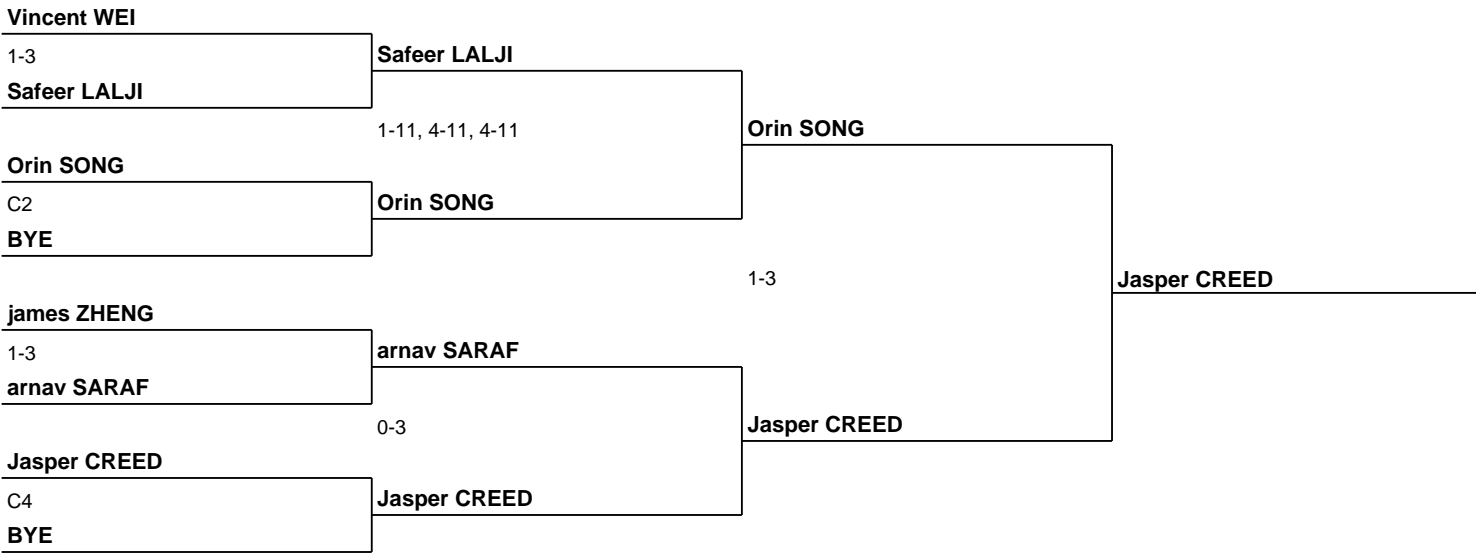 Vincent WEI
1-3
Safeer LALJI
Safeer LALJI
1-11, 4-11, 4-11
Orin SONG
Orin SONG
C2
Orin SONG
BYE
1-3
Jasper CREED
james ZHENG
1-3
arnav SARAF
arnav SARAF
0-3
Jasper CREED
Jasper CREED
C4
Jasper CREED
BYE